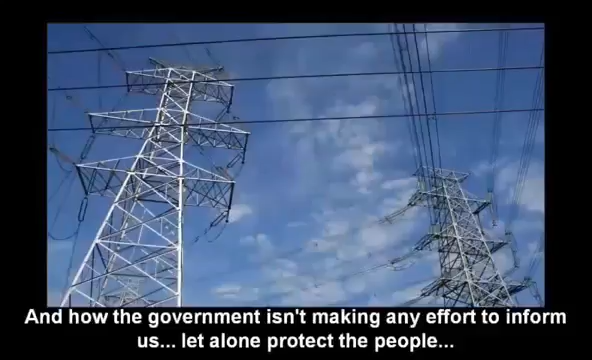 And how the government isn't making any effort to inform
us... let alone protect the people...